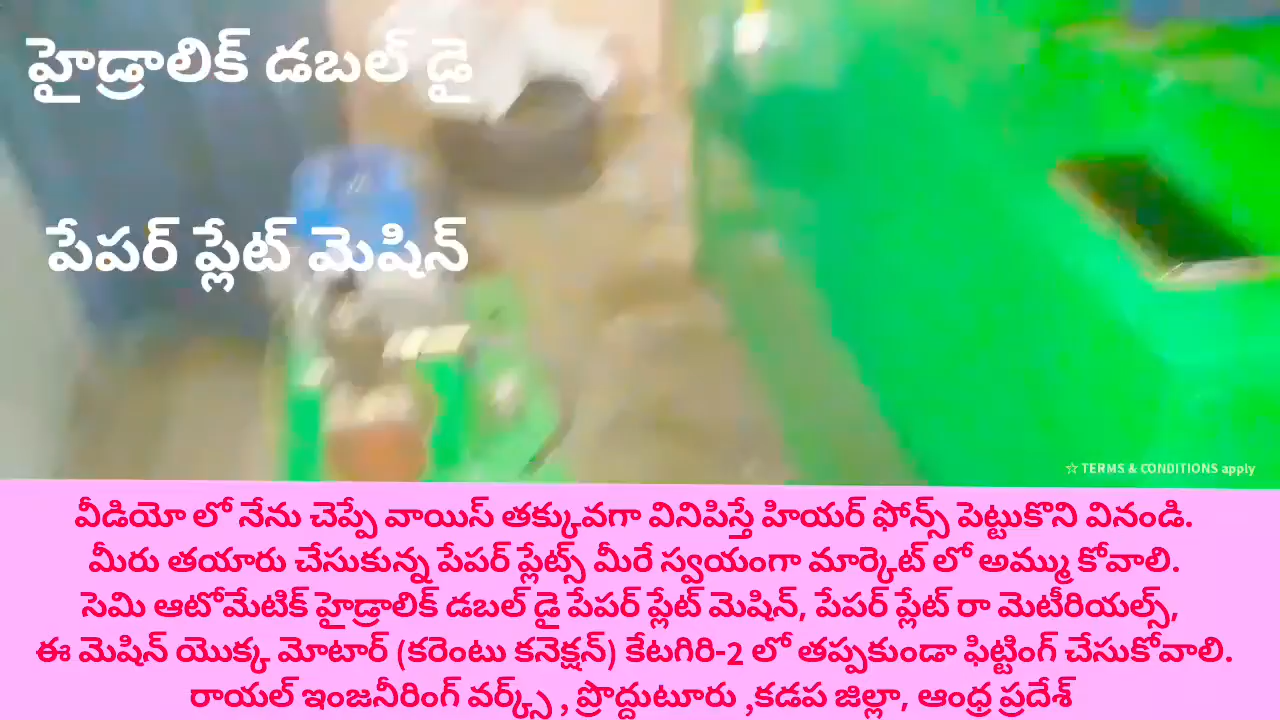 హైడ్రాలిక్ డబల్ డై
పేపర్ ప్లేట్ మెషిన్
☆ TERMS & CONDITIONS apply
వీడియో లో నేను చెప్పే వాయిస్ తక్కువగా వినిపిస్తే హియర్ ఫోన్స్ పెట్టుకొని వినండి.
మీరు తయారు చేసుకున్న పేపర్ ప్లేట్స్ మీరే స్వయంగా మార్కెట్ లో అమ్ము కోవాలి.
సెమి ఆటోమేటిక్ హైడ్రాలిక్ డబల్ డై పేపర్ ప్లేట్ మెషిన్, పేపర్ ప్లేట్ రా మెటీరియల్స్,
ఈ మెషిన్ యొక్క మోటార్ (కరెంటు కనెక్షన్) కేటగిరి-2 లో తప్పకుండా ఫిట్టింగ్ చేసుకోవాలి.
రాయల్ ఇంజనీరింగ్ వర్క్స్ , ప్రొద్దుటూరు ,కడప జిల్లా, ఆంధ్ర ప్రదేశ్